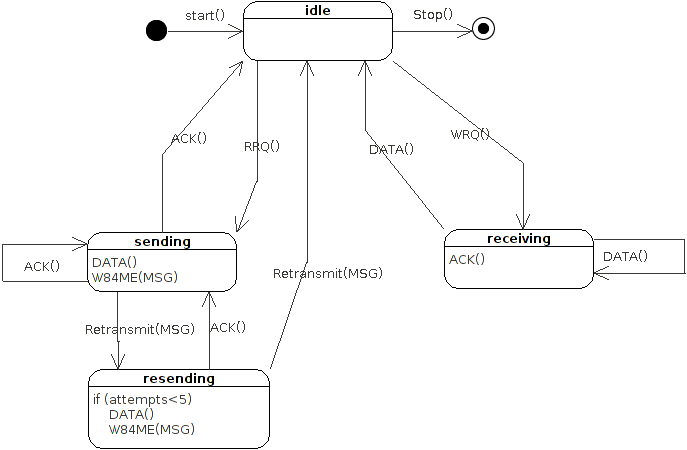 start()
idle
Stop()
ACK()
RRQ()
DATA()
WRQ()
sending
DATA()
W84ME(MSG)
ACK()
receiving
ACK()
DATA()
Retransmit(MSG)
Retransmit(MSG)
ACK()
resending
if (attempts<5)
DATA()
W84ME(MSG)